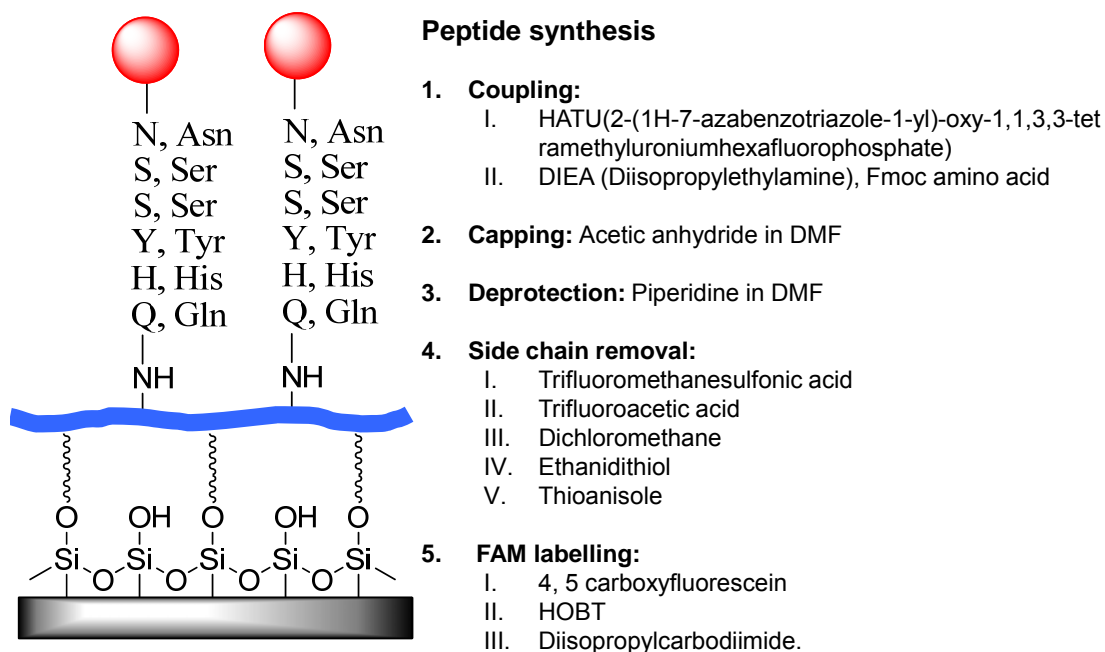 Peptide synthesis
1. Coupling:
I. HATU(2-(1H-7-azabenzotriazole-1-yl)-oxy-1,1,3,3-tet
ramethyluroniumhexafluorophosphate)
II. DIEA (Diisopropylethylamine), Fmoc amino acid
2. Capping: Acetic anhydride in DMF
3. Deprotection: Piperidine in DMF
4. Side chain removal:
I. Trifluoromethanesulfonic acid
II. Trifluoroacetic acid
III. Dichloromethane
IV. Ethanidithiol
V. Thioanisole
5. FAM labelling:
I. 4, 5 carboxyfluorescein
II. HOBT
III. Diisopropylcarbodiimide.
N, Asn N, Asn
S, Ser S, Ser
S, Ser S, Ser
Y, Tyr Y, Tyr
H, His H, His
Q, Gln Q, Gln
NH NH
O OH O OH O
Si Si Si Si Si
O O O O